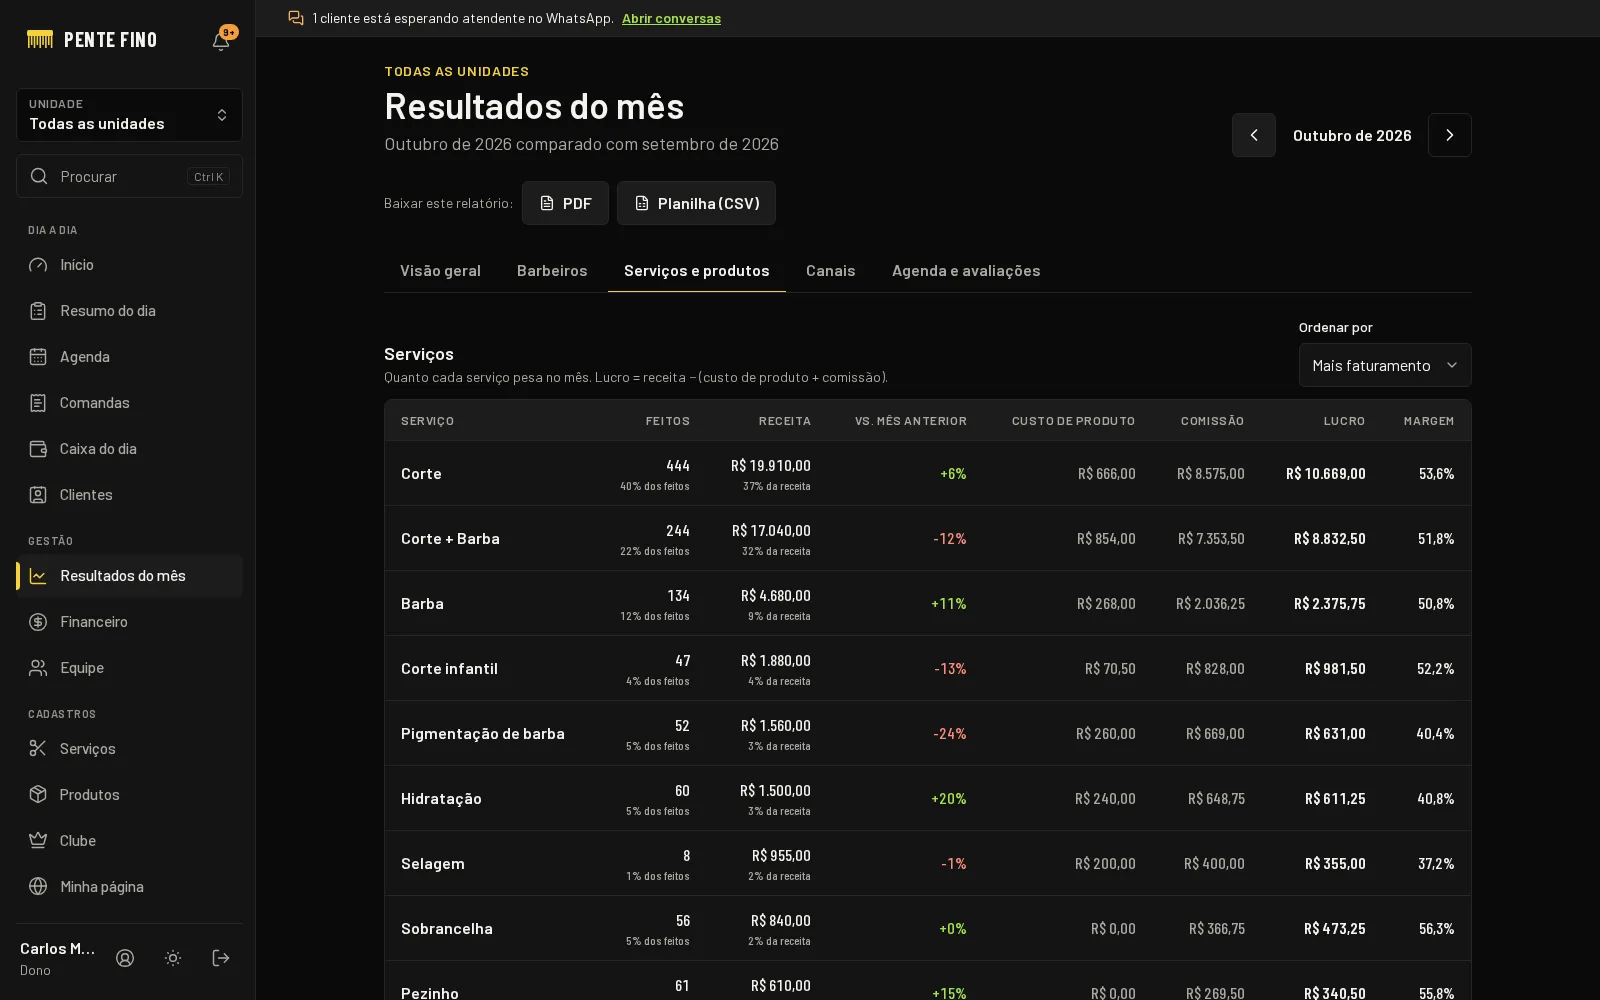 1 cliente está esperando atendente no WhatsApp. Abrir conversas
PENTE FINO
9+
UNIDADE
Todas as unidades
Procurar
Ctrl K
DIA A DIA
Início
Resumo do dia
Agenda
Comandas
Caixa do dia
Clientes
GESTÃO
Resultados do mês
Financeiro
Equipe
CADASTROS
Serviços
Produtos
Clube
Minha página
Carlos M...
Dono
TODAS AS UNIDADES
Resultados do mês
Outubro de 2026 comparado com setembro de 2026
Outubro de 2026
Baixar este relatório:
PDF
Planilha (CSV)
Visão geral
Barbeiros
Serviços e produtos
Canais
Agenda e avaliações
Serviços
Quanto cada serviço pesa no mês. Lucro = receita − (custo de produto + comissão).
Ordenar por
Mais faturamento
SERVIÇO FEITOS RECEITA VS. MÊS ANTERIOR CUSTO DE PRODUTO COMISSÃO LUCRO MARGEM
Corte 444 R$ 19.910,00 +6% R$ 666,00 R$ 8.575,00 R$ 10.669,00 53,6%
40% dos feitos 37% da receita
Corte + Barba 244 R$ 17.040,00 -12% R$ 854,00 R$ 7.353,50 R$ 8.832,50 51,8%
22% dos feitos 32% da receita
Barba 134 R$ 4.680,00 +11% R$ 268,00 R$ 2.036,25 R$ 2.375,75 50,8%
12% dos feitos 9% da receita
Corte infantil 47 R$ 1.880,00 -13% R$ 70,50 R$ 828,00 R$ 981,50 52,2%
4% dos feitos 4% da receita
Pigmentação de barba 52 R$ 1.560,00 -24% R$ 260,00 R$ 669,00 R$ 631,00 40,4%
5% dos feitos 3% da receita
Hidratação 60 R$ 1.500,00 +20% R$ 240,00 R$ 648,75 R$ 611,25 40,8%
5% dos feitos 3% da receita
Selagem 8 R$ 955,00 -1% R$ 200,00 R$ 400,00 R$ 355,00 37,2%
1% dos feitos 2% da receita
Sobrancelha 56 R$ 840,00 +0% R$ 0,00 R$ 366,75 R$ 473,25 56,3%
5% dos feitos 2% da receita
Pezinho 61 R$ 610,00 +15% R$ 0,00 R$ 269,50 R$ 340,50 55,8%